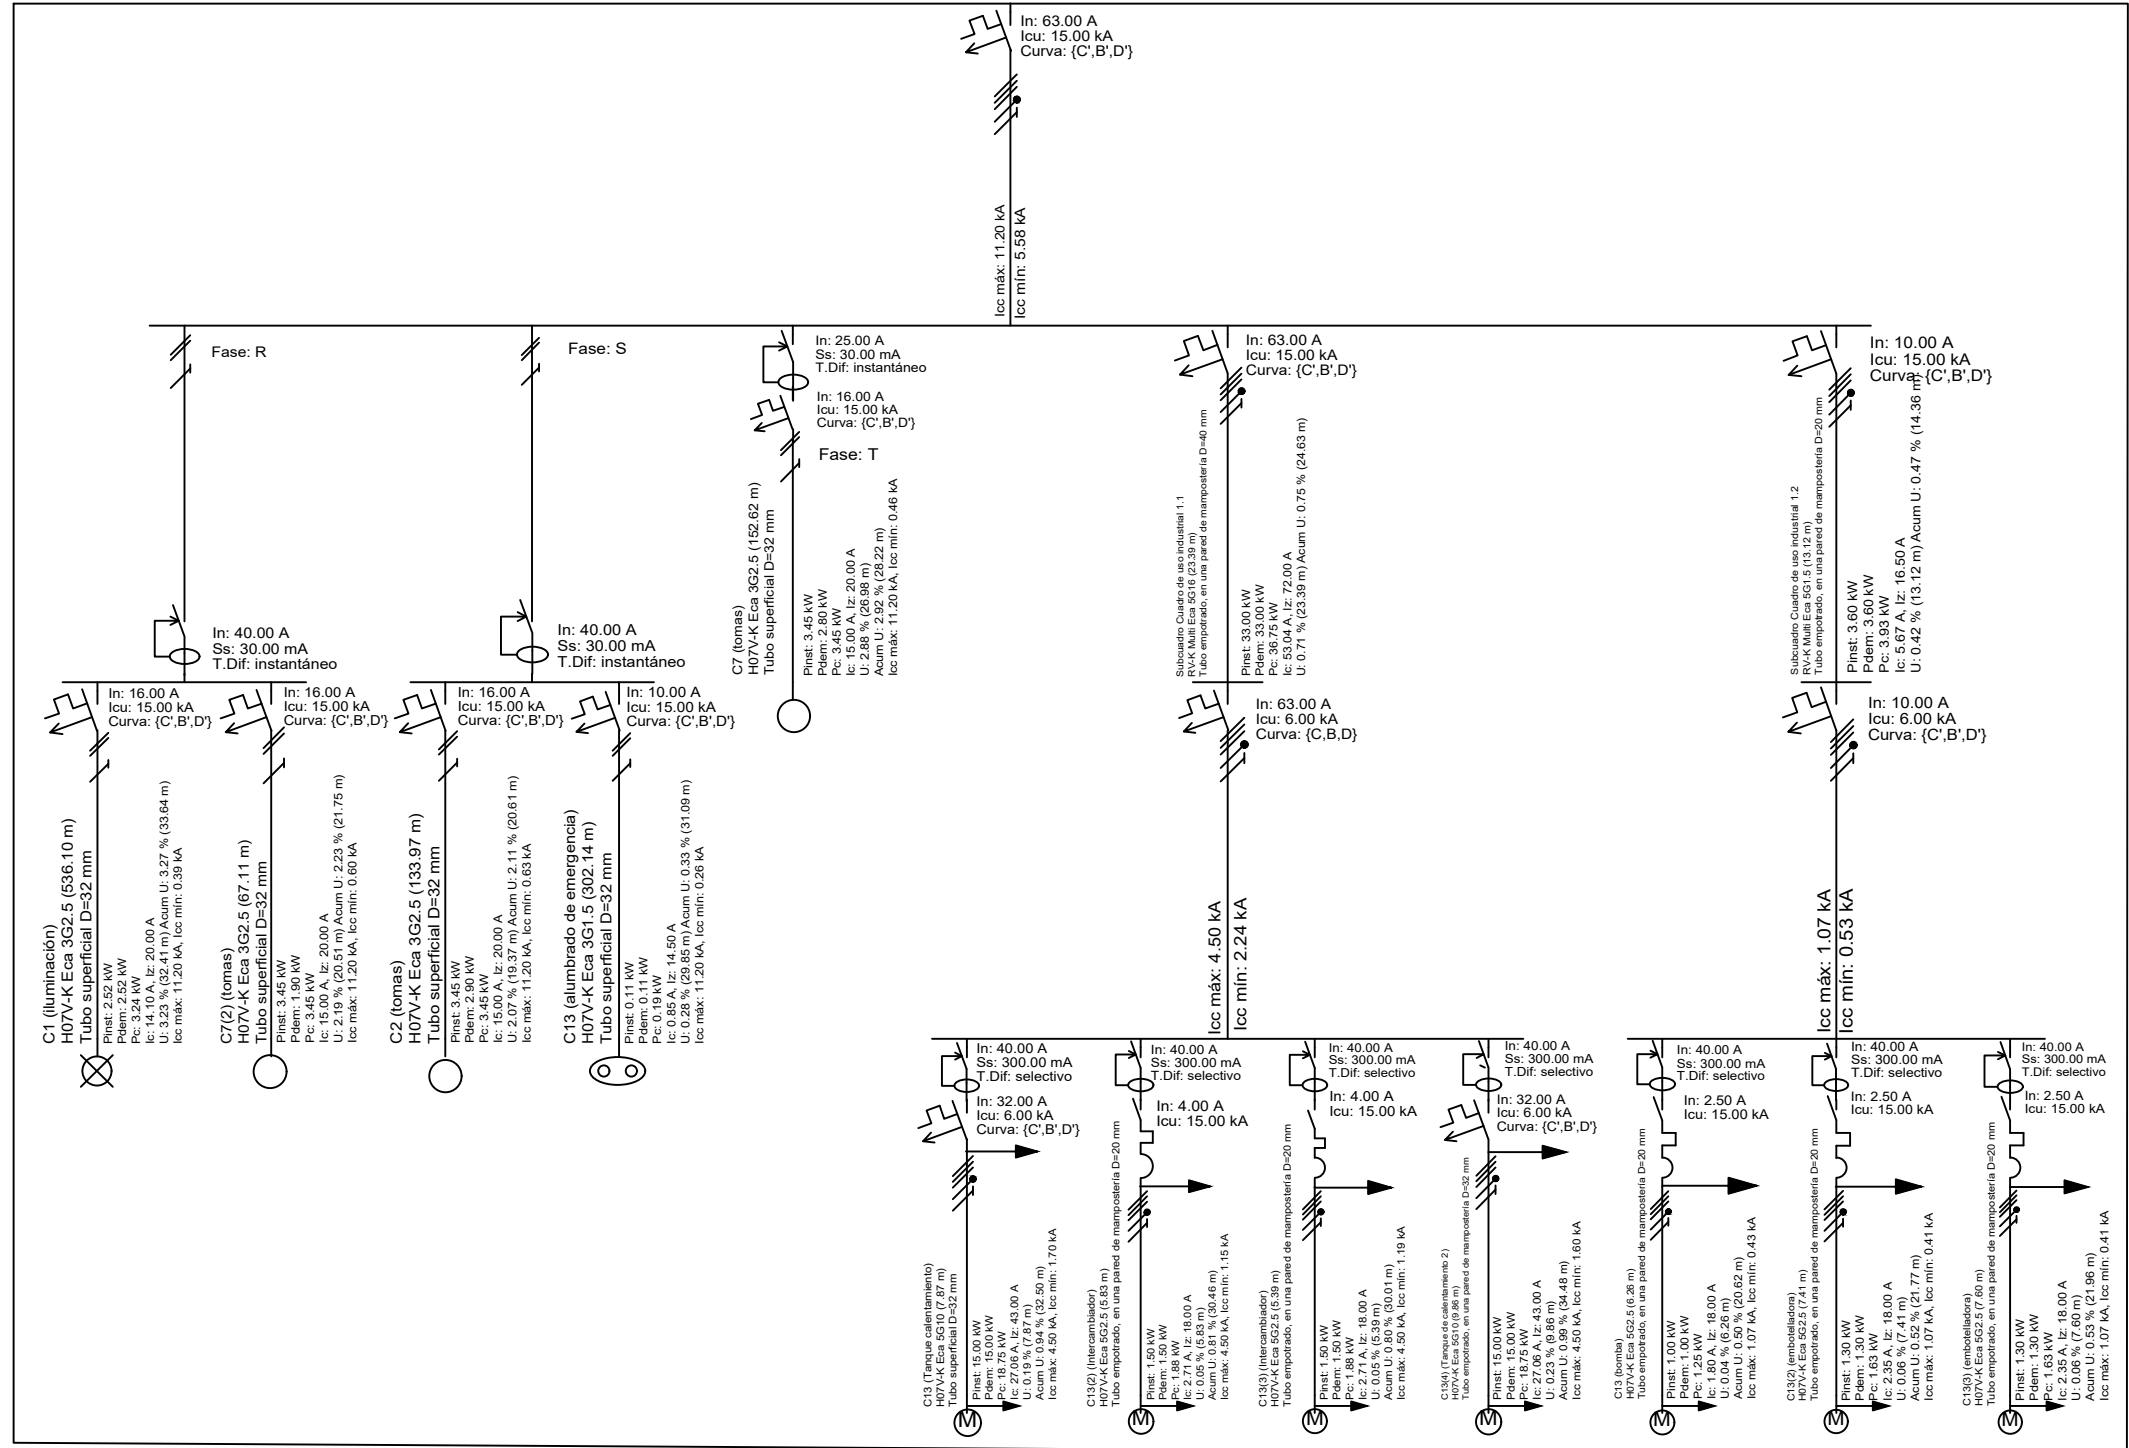 In: 63.00 A
Icu: 15.00 kA
Curva: {C',B',D'}
Icc máx: 11.20 kA
Icc mín: 5.58 kA
Fase: R
In: 40.00 A
Ss: 30.00 mA
T.Dif: instantáneo
In: 16.00 A
Icu: 15.00 kA
Curva: {C',B',D'}
C1 (iluminación)
H07V-K Eca 3G2.5 (536.10 m)
Tubo superficial D=32 mm
Pinst: 2.52 kW
Pdem: 2.52 kW
Pc: 3.24 kW
Ic: 14.10 A, Iz: 20.00 A
U: 3.23 % (32.41 m) Acum U: 3.27 % (33.64 m)
Icc máx: 11.20 kA, Icc mín: 0.39 kA
In: 16.00 A
Icu: 15.00 kA
Curva: {C',B',D'}
C7(2) (tomas)
H07V-K Eca 3G2.5 (67.11 m)
Tubo superficial D=32 mm
Pinst: 3.45 kW
Pdem: 1.90 kW
Pc: 3.45 kW
Ic: 15.00 A, Iz: 20.00 A
U: 2.19 % (20.51 m) Acum U: 2.23 % (21.75 m)
Icc máx: 11.20 kA, Icc mín: 0.60 kA
Fase: S
In: 40.00 A
Ss: 30.00 mA
T.Dif: instantáneo
In: 16.00 A
Icu: 15.00 kA
Curva: {C',B',D'}
C2 (tomas)
H07V-K Eca 3G2.5 (133.97 m)
Tubo superficial D=32 mm
Pinst: 3.45 kW
Pdem: 2.90 kW
Pc: 3.45 kW
Ic: 15.00 A, Iz: 20.00 A
U: 2.07 % (19.37 m) Acum U: 2.11 % (20.61 m)
Icc máx: 11.20 kA, Icc mín: 0.63 kA
In: 10.00 A
Icu: 15.00 kA
Curva: {C',B',D'}
C13 (alumbrado de emergencia)
H07V-K Eca 3G1.5 (302.14 m)
Tubo superficial D=32 mm
Pinst: 0.11 kW
Pdem: 0.11 kW
Pc: 0.19 kW
Ic: 0.85 A, Iz: 14.50 A
U: 0.28 % (29.85 m) Acum U: 0.33 % (31.09 m)
Icc máx: 11.20 kA, Icc mín: 0.26 kA
In: 25.00 A
Ss: 30.00 mA
T.Dif: instantáneo
In: 16.00 A
Icu: 15.00 kA
Curva: {C',B',D'}
Fase: T
C7 (tomas)
H07V-K Eca 3G2.5 (152.62 m)
Tubo superficial D=32 mm
Pinst: 3.45 kW
Pdem: 2.80 kW
Pc: 3.45 kW
Ic: 15.00 A, Iz: 20.00 A
U: 2.88 % (26.98 m)
Acum U: 2.92 % (28.22 m)
Icc máx: 11.20 kA, Icc mín: 0.46 kA
In: 63.00 A
Icu: 15.00 kA
Curva: {C',B',D'}
Subcuadro Cuadro de uso industrial 1.1
RV-K Multi Eca 5G16 (23.39 m)
Tubo empotrado, en una pared de mampostería D=40 mm
Pinst: 33.00 kW
Pdem: 33.00 kW
Pc: 36.75 kW
Ic: 53.04 A, Iz: 72.00 A
U: 0.71 % (23.39 m) Acum U: 0.75 % (24.63 m)
In: 63.00 A
Icu: 6.00 kA
Curva: {C,B,D}
Icc máx: 4.50 kA
Icc mín: 2.24 kA
In: 10.00 A
Icu: 15.00 kA
Curva: {C',B',D'}
Subcuadro Cuadro de uso industrial 1.2
RV-K Multi Eca 5G1.5 (13.12 m)
Tubo empotrado, en una pared de mampostería D=20 mm
Pinst: 3.60 kW
Pdem: 3.60 kW
Pc: 3.93 kW
Ic: 5.67 A, Iz: 16.50 A
U: 0.42 % (13.12 m) Acum U: 0.47 % (14.36 m)
In: 10.00 A
Icu: 6.00 kA
Curva: {C',B',D'}
Icc máx: 1.07 kA
Icc mín: 0.53 kA
In: 40.00 A
Ss: 300.00 mA
T.Dif: selectivo
In: 32.00 A
Icu: 6.00 kA
Curva: {C',B',D'}
C13 (Tanque calentamiento)
H07V-K Eca 5G10 (7.87 m)
Tubo superficial D=32 mm
Pinst: 15.00 kW
Pdem: 15.00 kW
Pc: 18.75 kW
Ic: 27.06 A, Iz: 43.00 A
U: 0.19 % (7.87 m)
Acum U: 0.94 % (32.50 m)
Icc máx: 4.50 kA, Icc mín: 1.70 kA
M
In: 40.00 A
Ss: 300.00 mA
T.Dif: selectivo
In: 4.00 A
Icu: 15.00 kA
C13(2) (Intercambiador)
H07V-K Eca 5G2.5 (5.83 m)
Tubo empotrado, en una pared de mampostería D=20 mm
Pinst: 1.50 kW
Pdem: 1.50 kW
Pc: 1.88 kW
Ic: 2.71 A, Iz: 18.00 A
U: 0.05 % (5.83 m)
Acum U: 0.81 % (30.46 m)
Icc máx: 4.50 kA, Icc mín: 1.15 kA
M
In: 40.00 A
Ss: 300.00 mA
T.Dif: selectivo
In: 4.00 A
Icu: 15.00 kA
C13(3) (Intercambiador)
H07V-K Eca 5G2.5 (5.39 m)
Tubo empotrado, en una pared de mampostería D=20 mm
Pinst: 1.50 kW
Pdem: 1.50 kW
Pc: 1.88 kW
Ic: 2.71 A, Iz: 18.00 A
U: 0.05 % (5.39 m)
Acum U: 0.80 % (30.01 m)
Icc máx: 4.50 kA, Icc mín: 1.19 kA
M
In: 40.00 A
Ss: 300.00 mA
T.Dif: selectivo
In: 32.00 A
Icu: 6.00 kA
Curva: {C',B',D'}
C13(4) (Tanque de calentamiento 2)
H07V-K Eca 5G10 (9.86 m)
Tubo empotrado, en una pared de mampostería D=32 mm
Pinst: 15.00 kW
Pdem: 15.00 kW
Pc: 18.75 kW
Ic: 27.06 A, Iz: 43.00 A
U: 0.23 % (9.86 m)
Acum U: 0.99 % (34.48 m)
Icc máx: 4.50 kA, Icc mín: 1.60 kA
M
In: 40.00 A
Ss: 300.00 mA
T.Dif: selectivo
In: 2.50 A
Icu: 15.00 kA
C13 (bomba)
H07V-K Eca 5G2.5 (6.26 m)
Tubo empotrado, en una pared de mampostería D=20 mm
Pinst: 1.00 kW
Pdem: 1.00 kW
Pc: 1.25 kW
Ic: 1.80 A, Iz: 18.00 A
U: 0.04 % (6.26 m)
Acum U: 0.50 % (20.62 m)
Icc máx: 1.07 kA, Icc mín: 0.43 kA
M
In: 40.00 A
Ss: 300.00 mA
T.Dif: selectivo
In: 2.50 A
Icu: 15.00 kA
C13(2) (embotelladora)
H07V-K Eca 5G2.5 (7.41 m)
Tubo empotrado, en una pared de mampostería D=20 mm
Pinst: 1.30 kW
Pdem: 1.30 kW
Pc: 1.63 kW
Ic: 2.35 A, Iz: 18.00 A
U: 0.06 % (7.41 m)
Acum U: 0.52 % (21.77 m)
Icc máx: 1.07 kA, Icc mín: 0.41 kA
M
In: 40.00 A
Ss: 300.00 mA
T.Dif: selectivo
In: 2.50 A
Icu: 15.00 kA
C13(3) (embotelladora)
H07V-K Eca 5G2.5 (7.60 m)
Tubo empotrado, en una pared de mampostería D=20 mm
Pinst: 1.30 kW
Pdem: 1.30 kW
Pc: 1.63 kW
Ic: 2.35 A, Iz: 18.00 A
U: 0.06 % (7.60 m)
Acum U: 0.53 % (21.96 m)
Icc máx: 1.07 kA, Icc mín: 0.41 kA
M